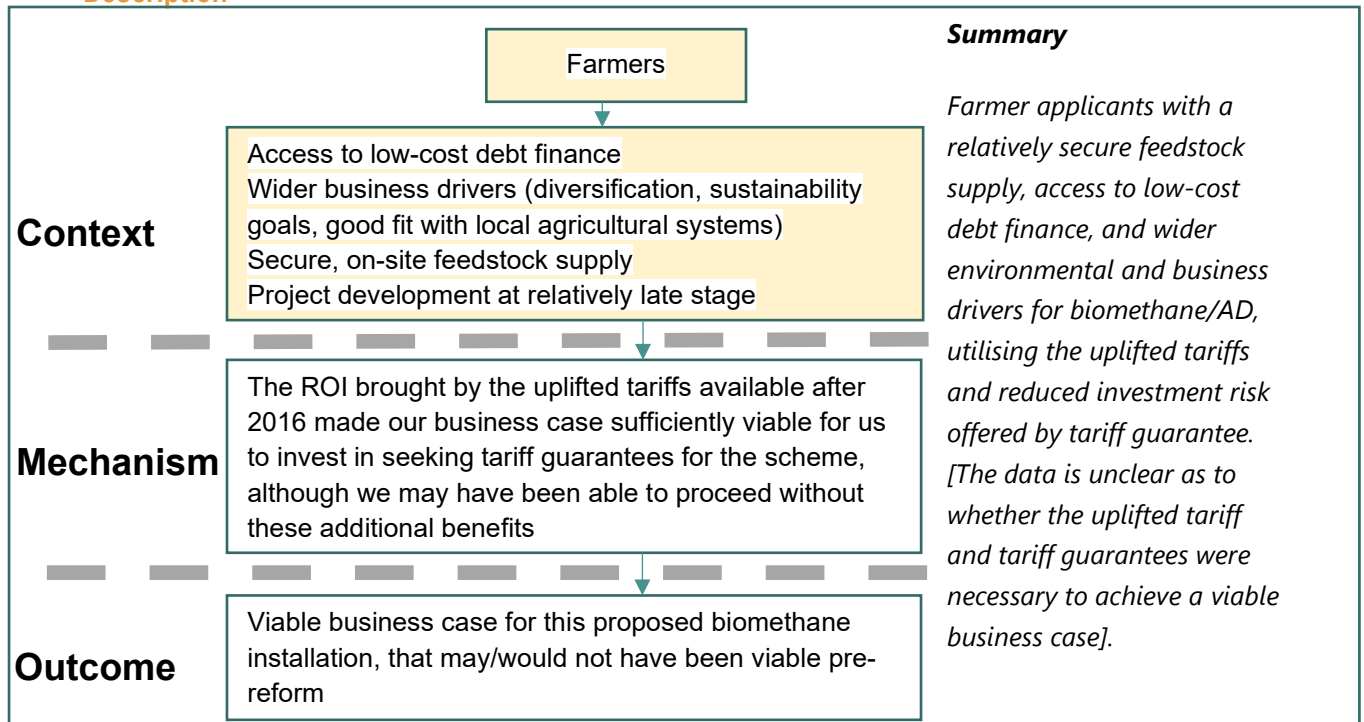 Description
Farmers
Context
Access to low-cost debt finance
Wider business drivers (diversification, sustainability
goals, good fit with local agricultural systems)
Secure, on-site feedstock supply
Project development at relatively late stage
Mechanism
The ROI brought by the uplifted tariffs available after
2016 made our business case sufficiently viable for us
to invest in seeking tariff guarantees for the scheme,
although we may have been able to proceed without
these additional benefits
Outcome
Viable business case for this proposed biomethane
installation, that may/would not have been viable pre-
reform
Summary
Farmer applicants with a
relatively secure feedstock
supply, access to low-cost
debt finance, and wider
environmental and business
drivers for biomethane/AD,
utilising the uplifted tariffs
and reduced investment risk
offered by tariff guarantee.
[The data is unclear as to
whether the uplifted tariff
and tariff guarantees were
necessary to achieve a viable
business case].